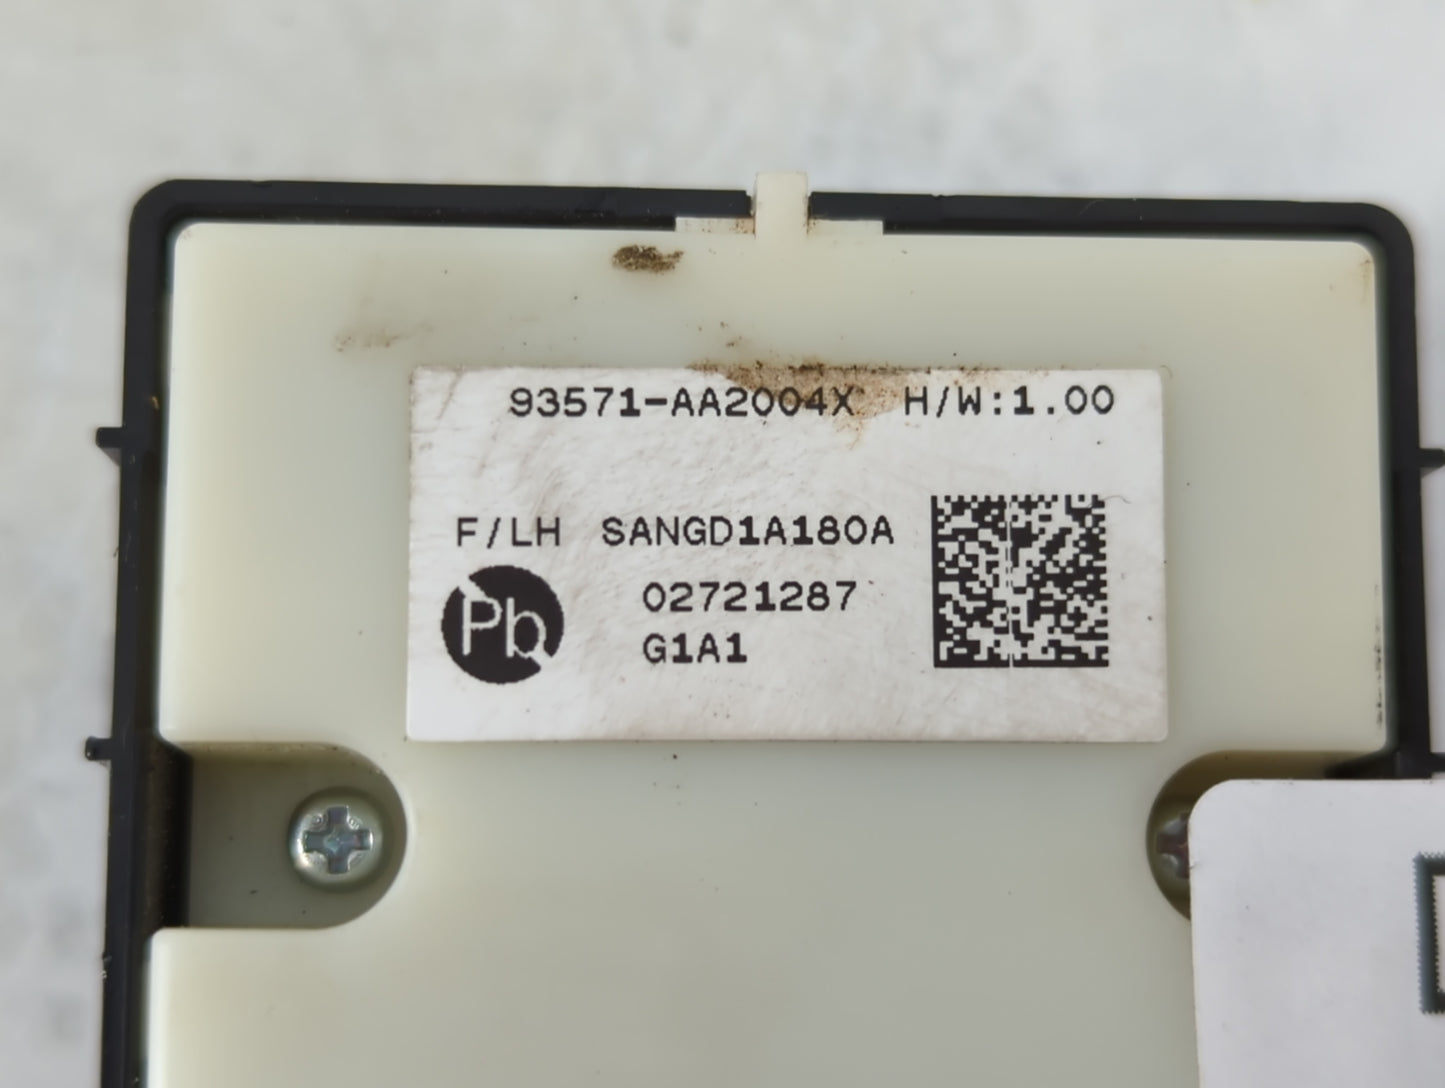 93571-AA2004X H/W:1.00
F/LH SANGD1A180A
Pb 02721287
G1A1